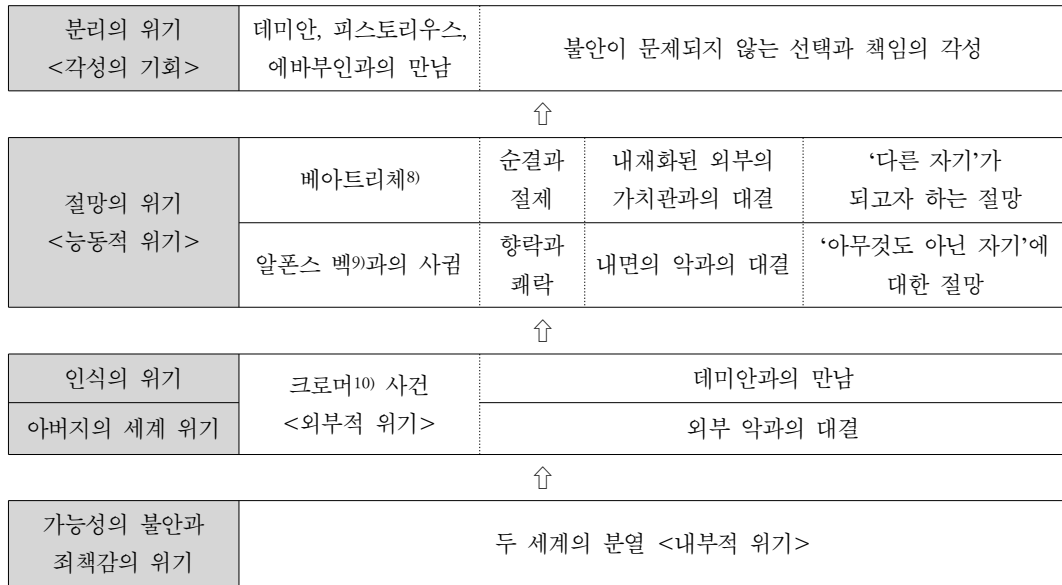 분리의 위기
<각성의 기회>
데미안, 피스토리우스,
에바부인과의 만남
불안이 문제되지 않는 선택과 책임의 각성
⇧
절망의 위기
<능동적 위기>
베아트리체8)
순결과
절제
내재화된 외부의
가치관과의 대결
‘다른 자기’가
되고자 하는 절망
알폰스 벡9)과의 사귐
향락과
쾌락
내면의 악과의 대결
‘아무것도 아닌 자기’에
대한 절망
⇧
인식의 위기
아버지의 세계 위기
크로머10) 사건
<외부적 위기>
데미안과의 만남
외부 악과의 대결
⇧
가능성의 불안과
죄책감의 위기
두 세계의 분열 <내부적 위기>